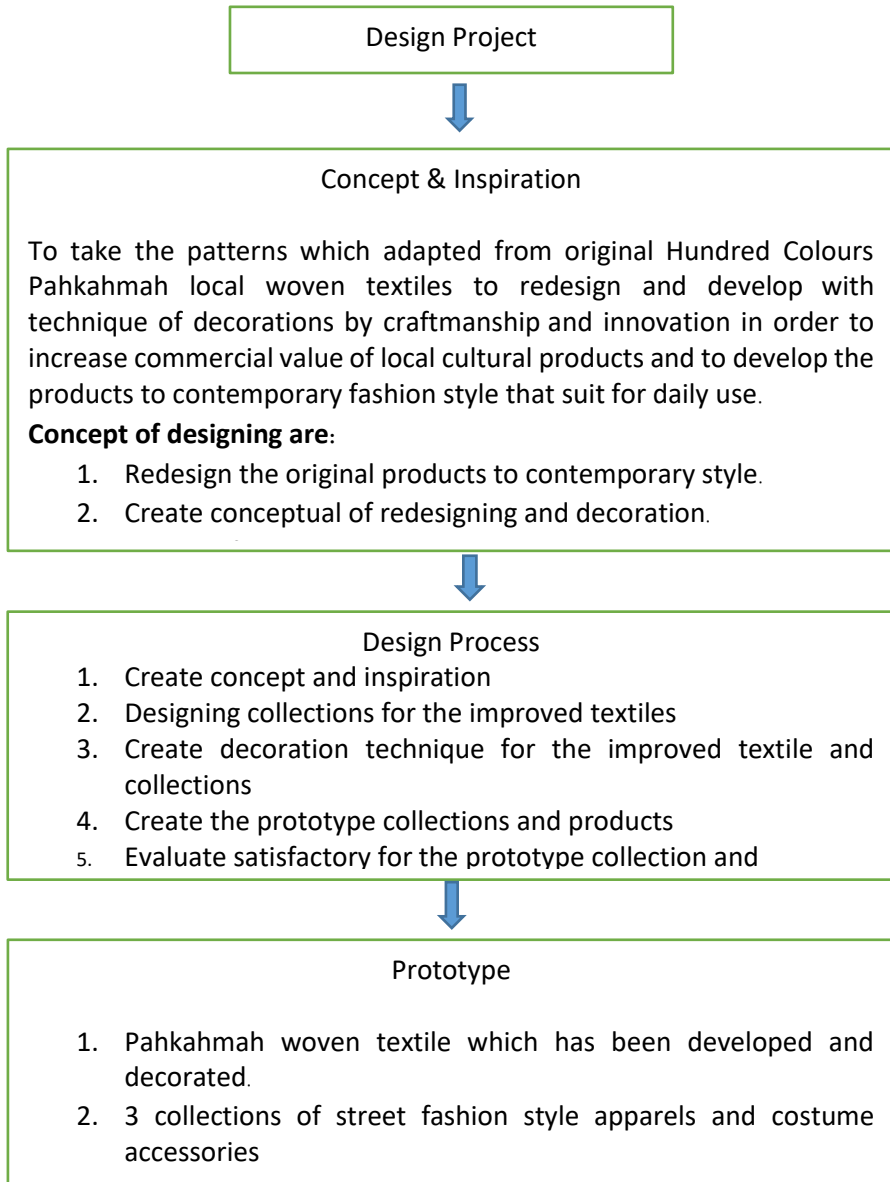 Design Project
Concept & Inspiration
To take the patterns which adapted from original Hundred Colours
Pahkahmah local woven textiles to redesign and develop with
technique of decorations by craftmanship and innovation in order to
increase commercial value of local cultural products and to develop the
products to contemporary fashion style that suit for daily use.
Concept of designing are:
1. Redesign the original products to contemporary style.
2. Create conceptual of redesigning and decoration.
Design Process
1. Create concept and inspiration
2. Designing collections for the improved textiles
3. Create decoration technique for the improved textile and
collections
4. Create the prototype collections and products
5. Evaluate satisfactory for the prototype collection and
Prototype
1. Pahkahmah woven textile which has been developed and
decorated.
2. 3 collections of street fashion style apparels and costume
accessories